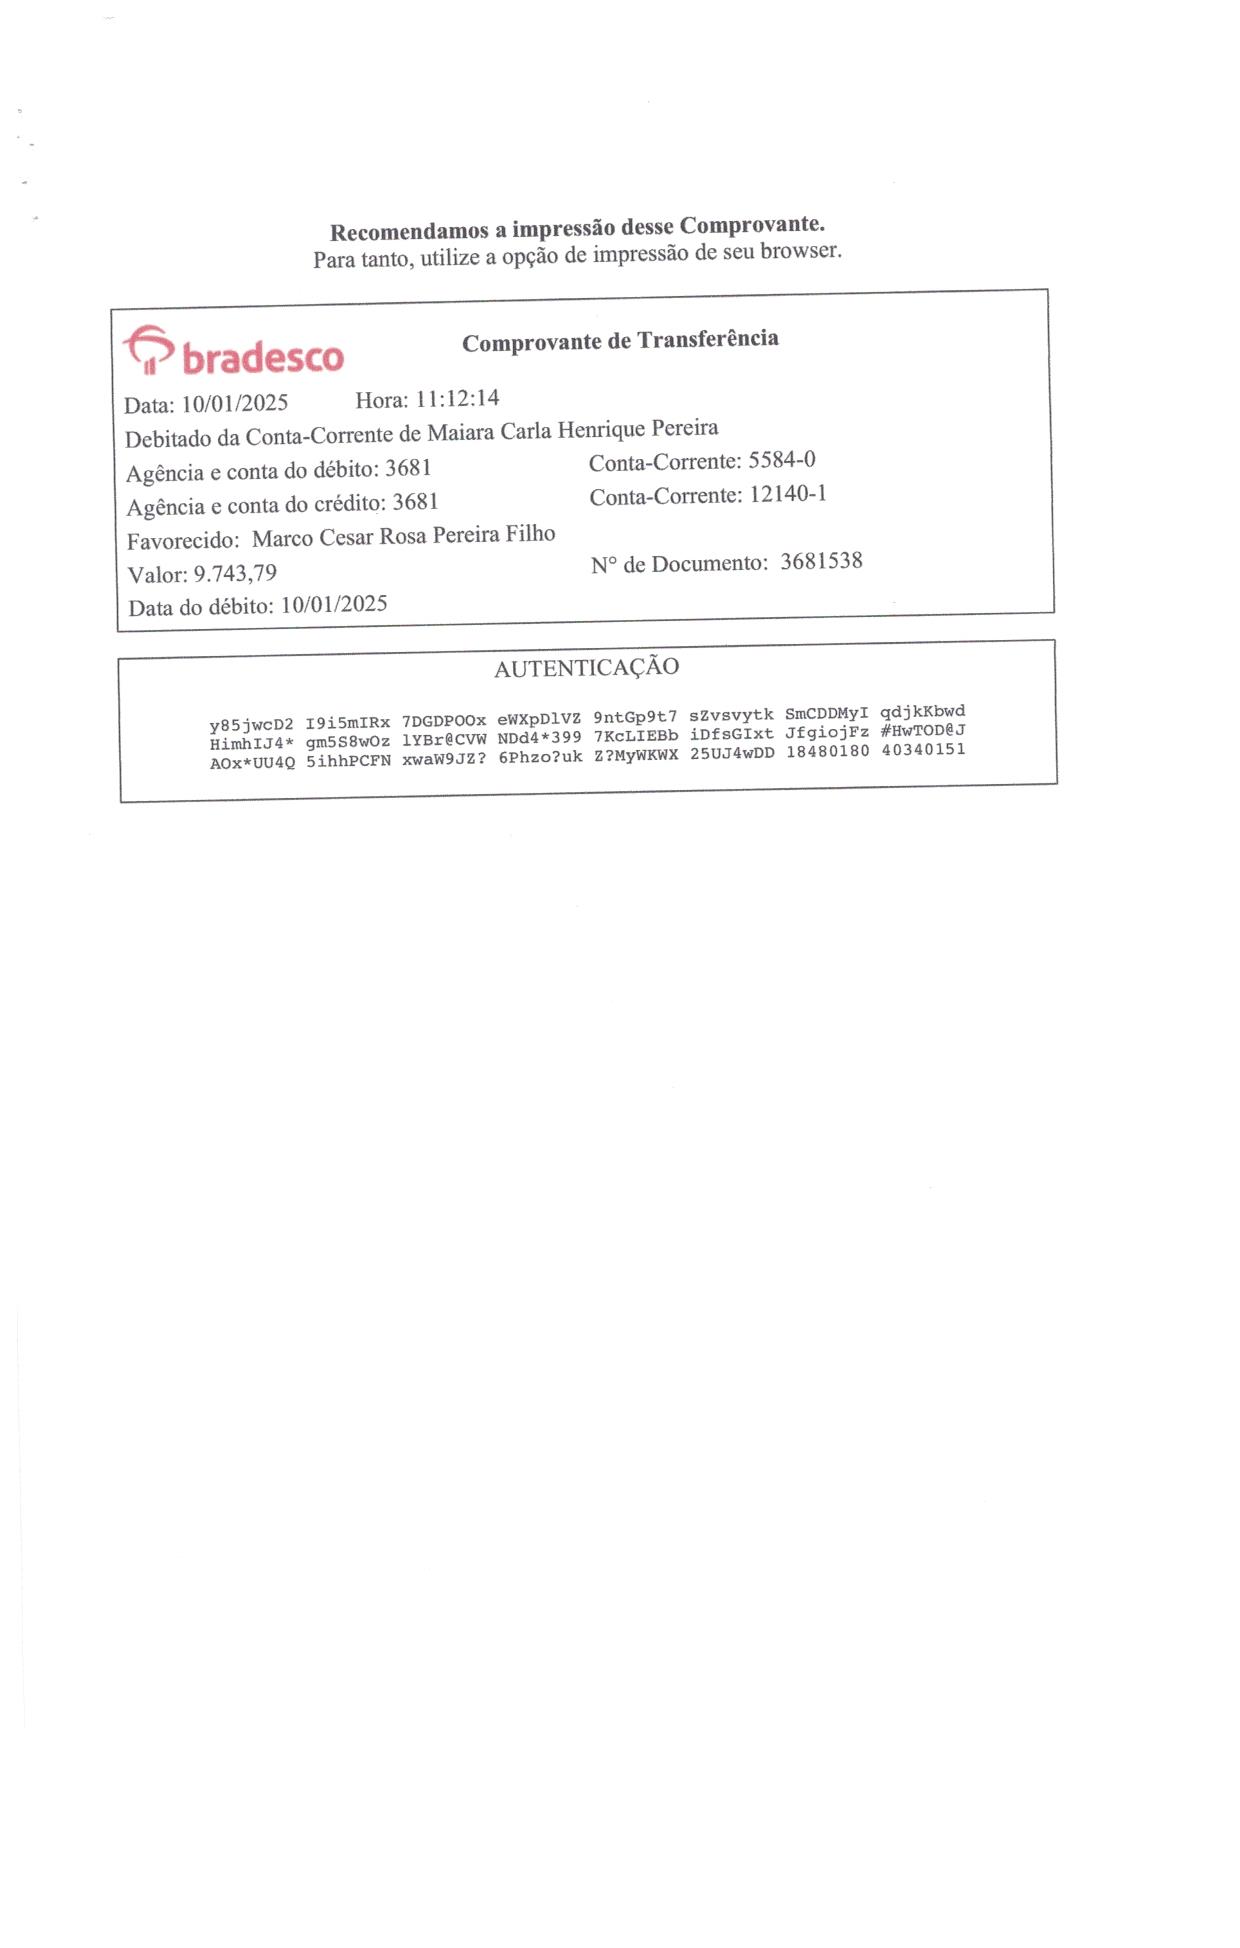 Recomendamos a impressão desse Comprovante.
Para tanto, utilize a opção de impressão de seu browser.
bradesco
Comprovante de Transferência
Data: 10/01/2025 Hora: 11:12:14
Debitado da Conta-Corrente de Maiara Carla Henrique Pereira
Agência e conta do débito: 3681 Conta-Corrente: 5584-0
Agência e conta do crédito: 3681 Conta-Corrente: 12140-1
Favorecido: Marco Cesar Rosa Pereira Filho
Valor: 9.743,79 N° de Documento: 3681538
Data do débito: 10/01/2025
AUTENTICAÇÃO
y85jwcD2 I9i5mIRx 7DGDPOOx eWXpDlVZ 9ntGp9t7 sZvsvytk SmCDDMyI qdjkKbwd
HimhIJ4* gm5S8wOz lYBr@CVW NDd4*399 7KcLIEBb iDfsGIxt JfgiojFz #HwTOD@J
AOx*UU4Q 5ihhPCFN xwaW9JZ? 6Phzo?uk Z?MyWKWX 25UJ4wDD 18480180 40340151